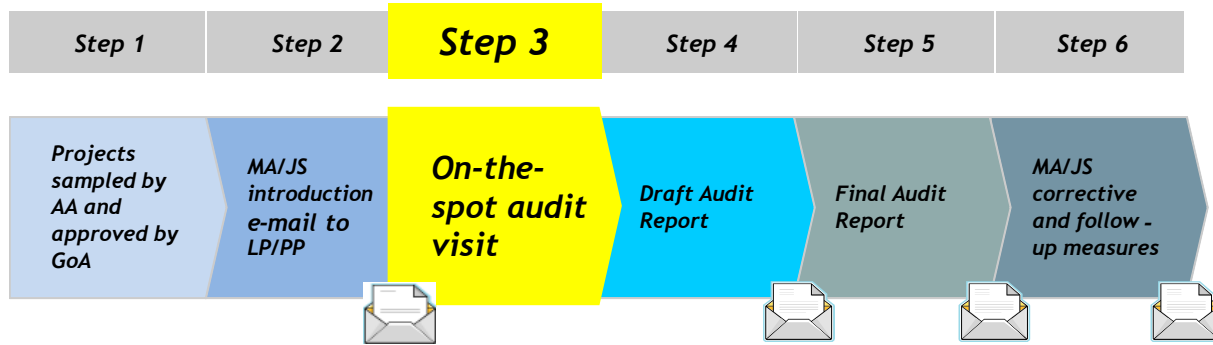 Step 1
Step 2
Step 3
Step 4
Step 5
Step 6
Projects
sampled by
AA and
approved by
GoA
MA/JS
introduction
e-mail to
LP/PP
On-the-
spot audit
visit
Draft Audit
Report
Final Audit
Report
MA/JS
corrective
and follow -
up measures